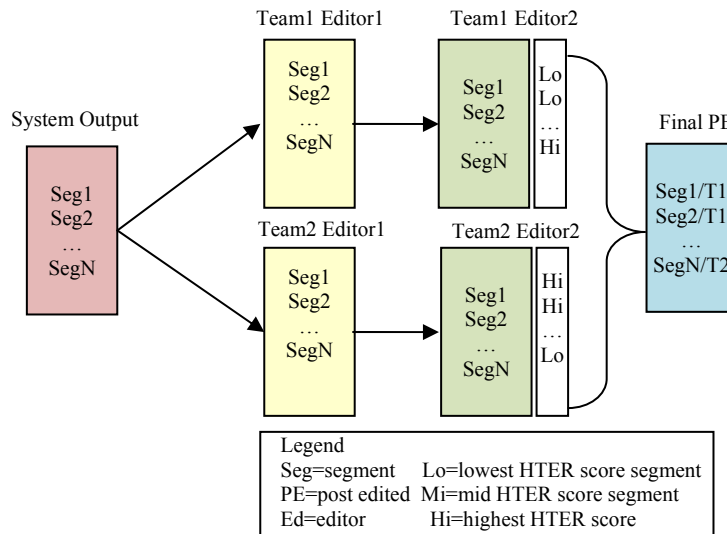 Team1 Editor1
Team1 Editor2
System Output
Final PE
Seg1
Seg2
…
SegN
Seg1
Seg2
…
SegN
Seg1
Seg2
…
SegN
Lo
Lo
…
Hi
Seg1/T1
Seg2/T1
…
SegN/T2
Team2 Editor1
Team2 Editor2
Seg1
Seg2
…
SegN
Seg1
Seg2
…
SegN
Hi
Hi
…
Lo
Legend
Seg=segment Lo=lowest HTER score segment
PE=post edited Mi=mid HTER score segment
Ed=editor Hi=highest HTER score